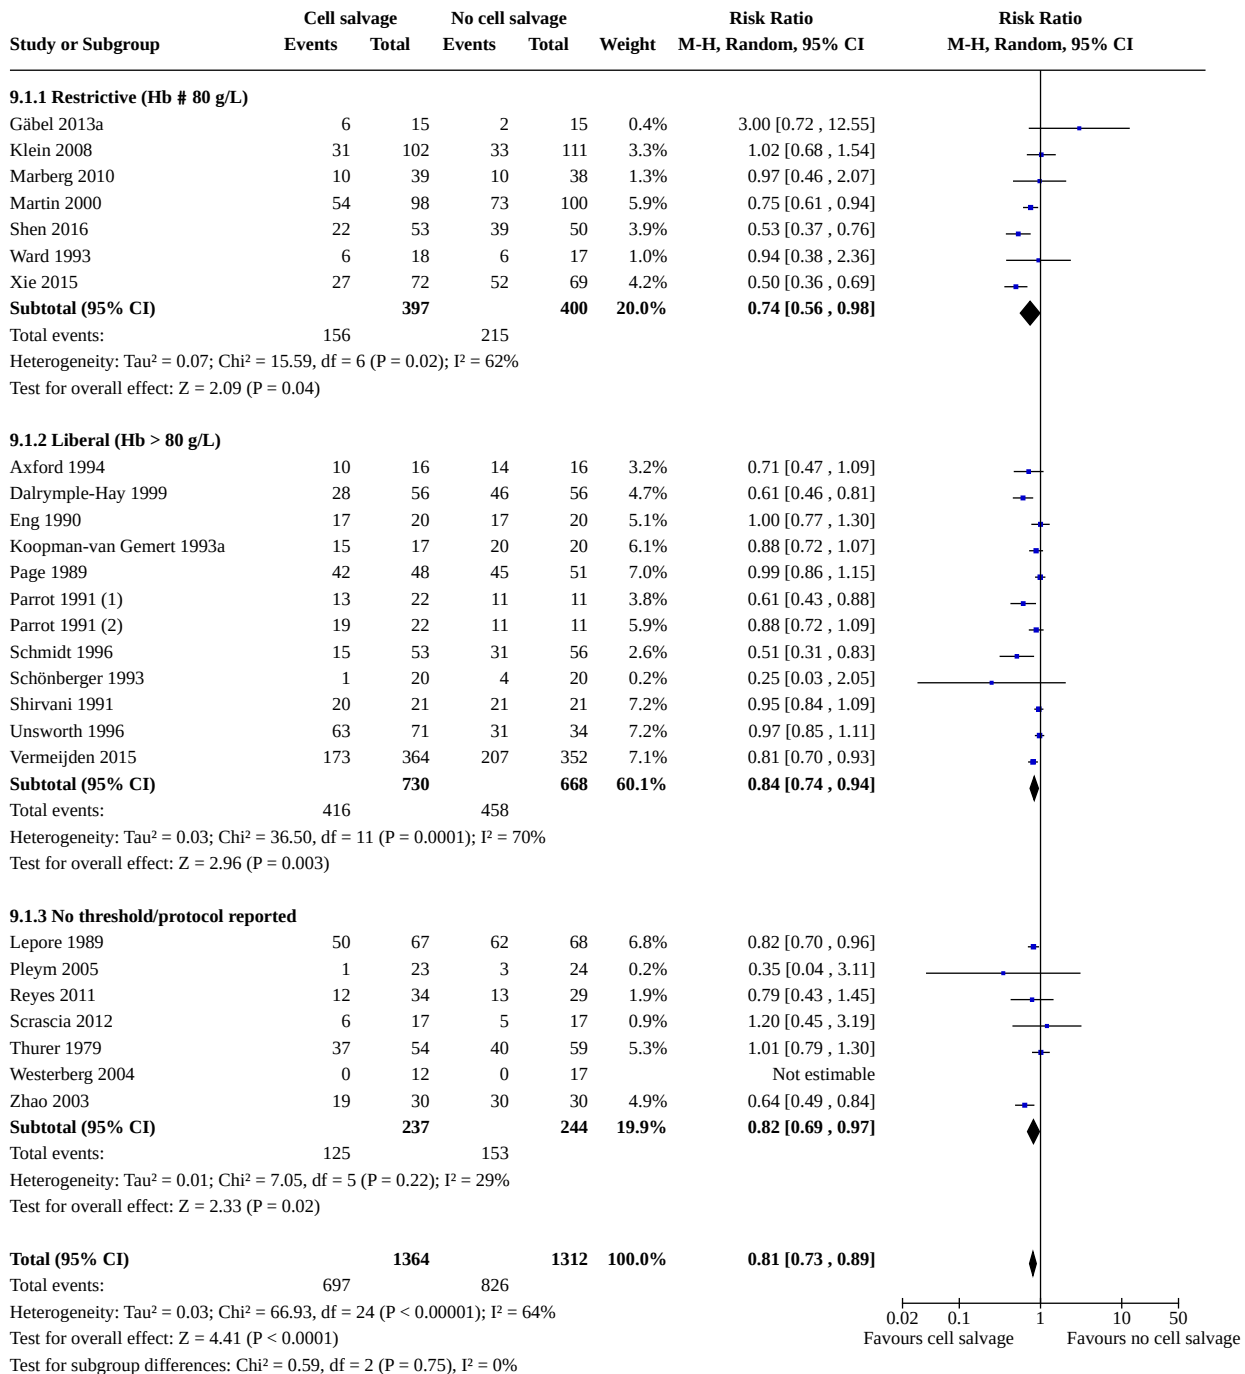 Cell salvage No cell salvage Risk Ratio Risk Ratio
Study or Subgroup Events Total Events Total Weight M-H, Random, 95% CI M-H, Random, 95% CI
9.1.1 Restrictive (Hb # 80 g/L)
Gäbel 2013a 6 15 2 15 0.4% 3.00 [0.72 , 12.55]
Klein 2008 31 102 33 111 3.3% 1.02 [0.68 , 1.54]
Marberg 2010 10 39 10 38 1.3% 0.97 [0.46 , 2.07]
Martin 2000 54 98 73 100 5.9% 0.75 [0.61 , 0.94]
Shen 2016 22 53 39 50 3.9% 0.53 [0.37 , 0.76]
Ward 1993 6 18 6 17 1.0% 0.94 [0.38 , 2.36]
Xie 2015 27 72 52 69 4.2% 0.50 [0.36 , 0.69]
Subtotal (95% CI) 397 400 20.0% 0.74 [0.56 , 0.98]
Total events: 156 215
Heterogeneity: Tau² = 0.07; Chi² = 15.59, df = 6 (P = 0.02); I² = 62%
Test for overall effect: Z = 2.09 (P = 0.04)
9.1.2 Liberal (Hb > 80 g/L)
Axford 1994 10 16 14 16 3.2% 0.71 [0.47 , 1.09]
Dalrymple-Hay 1999 28 56 46 56 4.7% 0.61 [0.46 , 0.81]
Eng 1990 17 20 17 20 5.1% 1.00 [0.77 , 1.30]
Koopman-van Gemert 1993a 15 17 20 20 6.1% 0.88 [0.72 , 1.07]
Page 1989 42 48 45 51 7.0% 0.99 [0.86 , 1.15]
Parrot 1991 (1) 13 22 11 11 3.8% 0.61 [0.43 , 0.88]
Parrot 1991 (2) 19 22 11 11 5.9% 0.88 [0.72 , 1.09]
Schmidt 1996 15 53 31 56 2.6% 0.51 [0.31 , 0.83]
Schönberger 1993 1 20 4 20 0.2% 0.25 [0.03 , 2.05]
Shirvani 1991 20 21 21 21 7.2% 0.95 [0.84 , 1.09]
Unsworth 1996 63 71 31 34 7.2% 0.97 [0.85 , 1.11]
Vermeijden 2015 173 364 207 352 7.1% 0.81 [0.70 , 0.93]
Subtotal (95% CI) 730 668 60.1% 0.84 [0.74 , 0.94]
Total events: 416 458
Heterogeneity: Tau² = 0.03; Chi² = 36.50, df = 11 (P = 0.0001); I² = 70%
Test for overall effect: Z = 2.96 (P = 0.003)
9.1.3 No threshold/protocol reported
Lepore 1989 50 67 62 68 6.8% 0.82 [0.70 , 0.96]
Pleym 2005 1 23 3 24 0.2% 0.35 [0.04 , 3.11]
Reyes 2011 12 34 13 29 1.9% 0.79 [0.43 , 1.45]
Scrascia 2012 6 17 5 17 0.9% 1.20 [0.45 , 3.19]
Thurer 1979 37 54 40 59 5.3% 1.01 [0.79 , 1.30]
Westerberg 2004 0 12 0 17 Not estimable
Zhao 2003 19 30 30 30 4.9% 0.64 [0.49 , 0.84]
Subtotal (95% CI) 237 244 19.9% 0.82 [0.69 , 0.97]
Total events: 125 153
Heterogeneity: Tau² = 0.01; Chi² = 7.05, df = 5 (P = 0.22); I² = 29%
Test for overall effect: Z = 2.33 (P = 0.02)
Total (95% CI) 1364 1312 100.0% 0.81 [0.73 , 0.89]
Total events: 697 826
Heterogeneity: Tau² = 0.03; Chi² = 66.93, df = 24 (P < 0.00001); I² = 64%
0.02 0.1 1 10 50
Test for overall effect: Z = 4.41 (P < 0.0001)
Favours cell salvage Favours no cell salvage
Test for subgroup differences: Chi² = 0.59, df = 2 (P = 0.75), I² = 0%